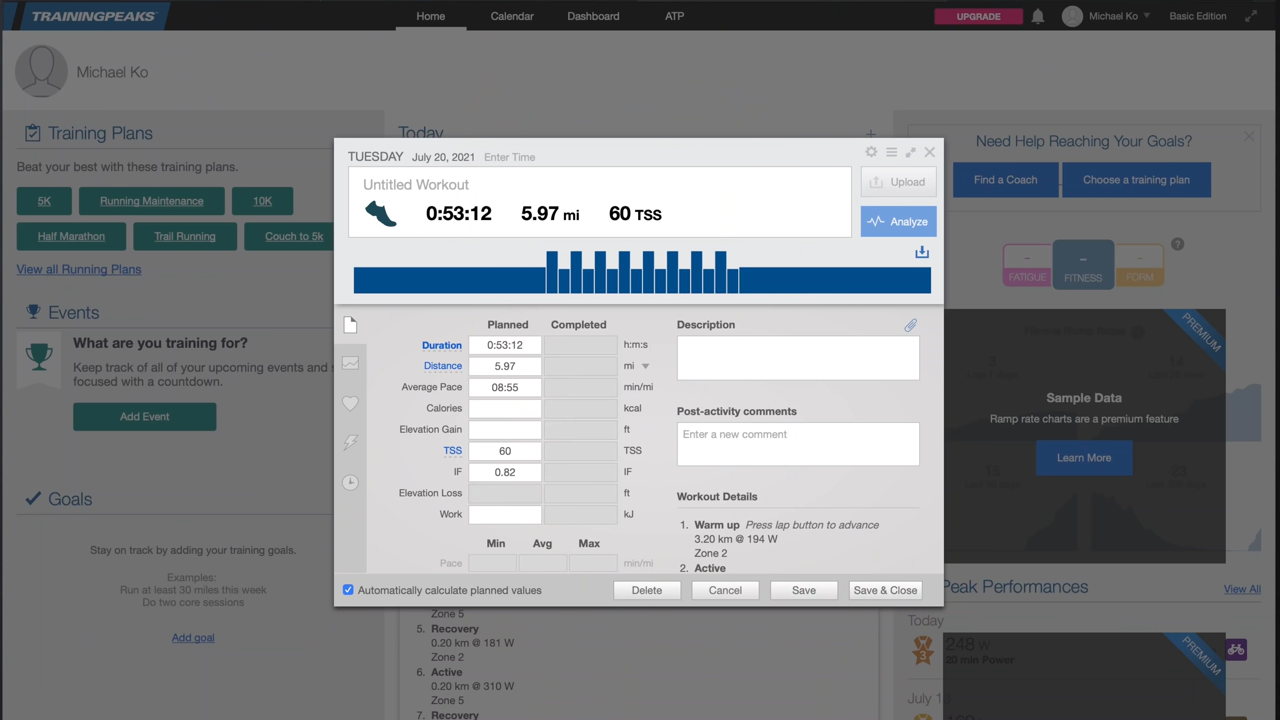 TRAININGPEAKS
Home
Calendar
Dashboard
ATP
UPGRADE
Michael Ko
Basic Edition
Michael Ko
Training Plans
Beat your best with these training plans.
5K
Running Maintenance
10K
Half Marathon
Trail Running
Couch to 5k
View all Running Plans
Events
What are you training for?
Keep track of all of your upcoming events and s
focused with a countdown.
Add Event
Goals
Stay on track by adding your training goals.
Examples:
Run at least 30 miles this week
Do two core sessions
Add goal
Today
TUESDAY July 20, 2021 Enter Time
Untitled Workout
0:53:12 5.97 mi 60 TSS
Upload
Analyze
Planned Completed
Duration 0:53:12 h:m:s
Distance 5.97 mi
Average Pace 08:55 min/mi
Calories kcal
Elevation Gain ft
TSS 60 TSS
IF 0.82 IF
Elevation Loss ft
Work kJ
Min Avg Max
Pace min/mi
Description
Post-activity comments
Enter a new comment
Workout Details
1. Warm up Press lap button to advance
3.20 km @ 194 W
Zone 2
2. Active
Automatically calculate planned values
Delete
Cancel
Save
Save & Close
Zone 5
5. Recovery
0.20 km @ 181 W
Zone 2
6. Active
0.20 km @ 310 W
Zone 5
7. Recovery
Need Help Reaching Your Goals?
Find a Coach
Choose a training plan
FATIGUE
FITNESS
FORM
PREMIUM
Sample Data
Ramp rate charts are a premium feature
Learn More
Peak Performances
View All
Today
3
248 W
20 min Power
PREMIUM